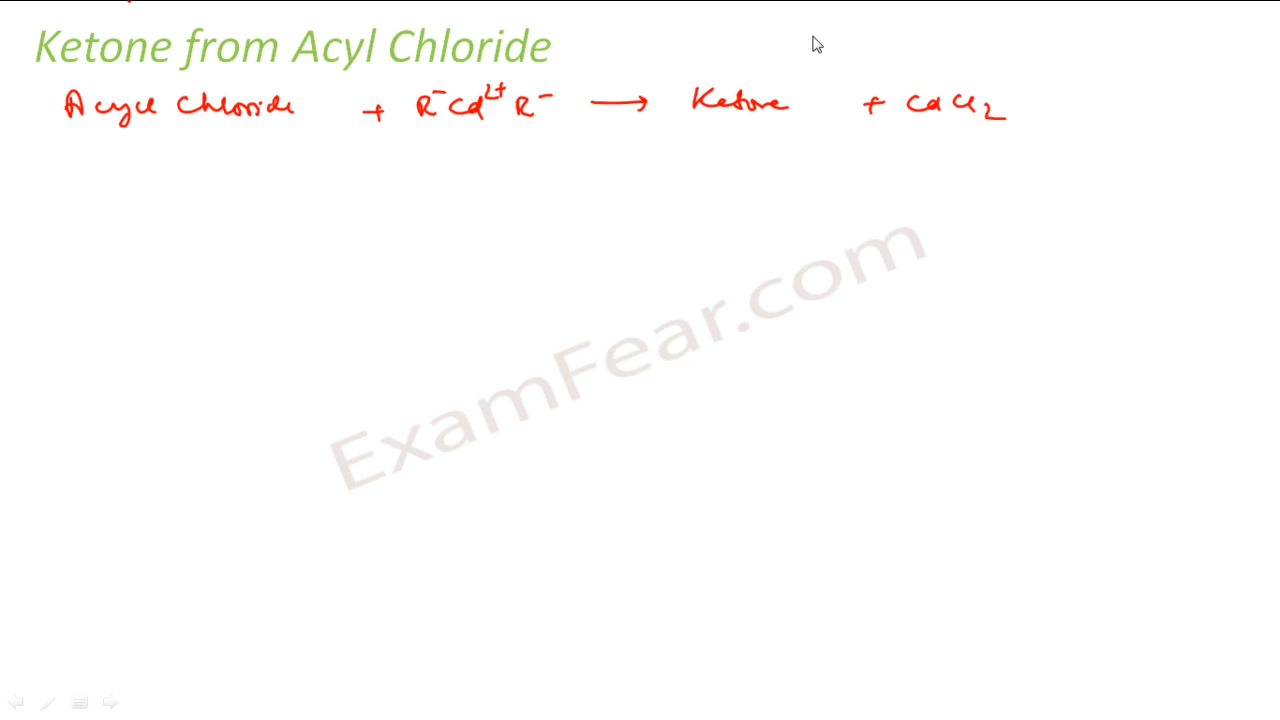 Ketone from Acyl Chloride
Acyl Chloride + R⁻Cd²⁺R⁻ → Ketone + CdCl₂
ExamFear.com